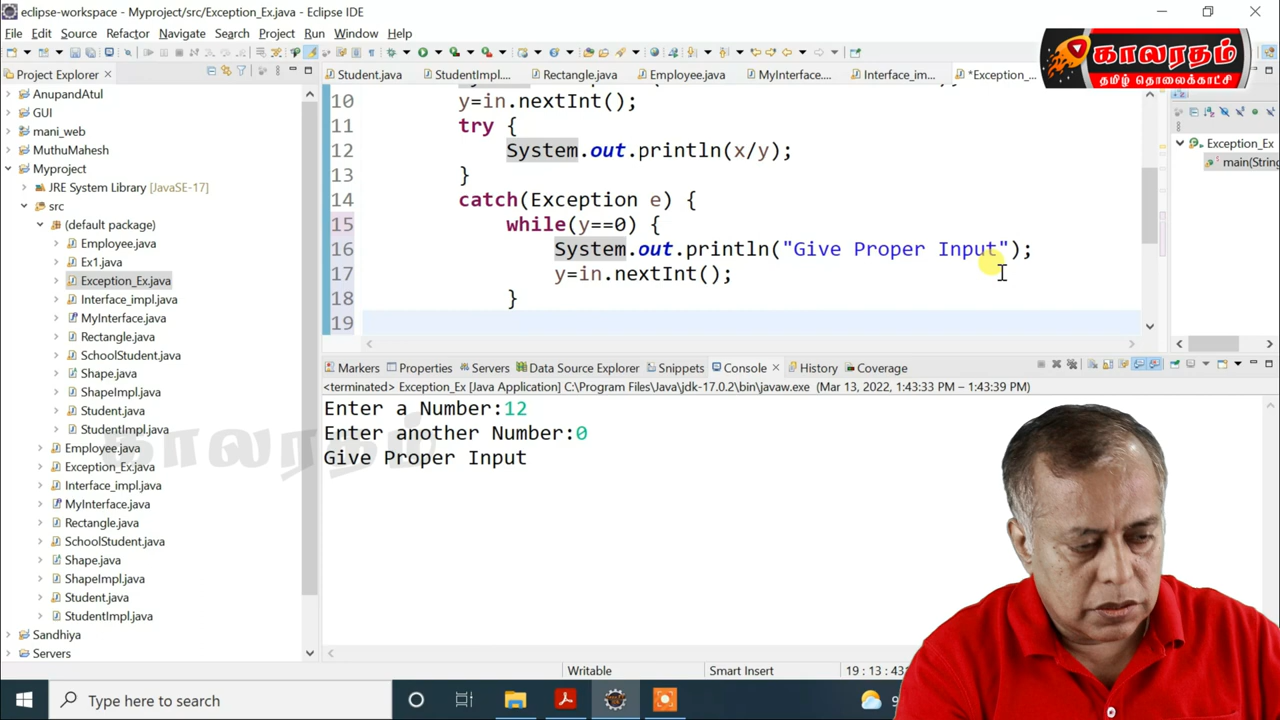 eclipse-workspace - Myproject/src/Exception_Ex.java - Eclipse IDE
File Edit Source Refactor Navigate Search Project Run Window Help
காலரதம்
தமிழ் தொலைக்காட்சி
Project Explorer
Student.java StudentImpl.... Rectangle.java Employee.java MyInterface.... Interface_im... *Exception_...
AnupandAtul
GUI
mani_web
MuthuMahesh
Myproject
JRE System Library [JavaSE-17]
src
(default package)
Employee.java
Ex1.java
Exception_Ex.java
Interface_impl.java
MyInterface.java
Rectangle.java
SchoolStudent.java
Shape.java
ShapeImpl.java
Student.java
StudentImpl.java
Employee.java
Exception_Ex.java
Interface_impl.java
MyInterface.java
Rectangle.java
SchoolStudent.java
Shape.java
ShapeImpl.java
Student.java
StudentImpl.java
Sandhiya
Servers
10 y=in.nextInt();
11 try {
12 System.out.println(x/y);
13 }
14 catch(Exception e) {
15 while(y==0) {
16 System.out.println("Give Proper Input");
17 y=in.nextInt();
18 }
19
Exception_Ex
main(String
Markers Properties Servers Data Source Explorer Snippets Console History Coverage
<terminated> Exception_Ex [Java Application] C:\Program Files\Java\jdk-17.0.2\bin\javaw.exe (Mar 13, 2022, 1:43:33 PM – 1:43:39 PM)
Enter a Number:12
Enter another Number:0
Give Proper Input
காலரதம்
Writable Smart Insert
Type here to search